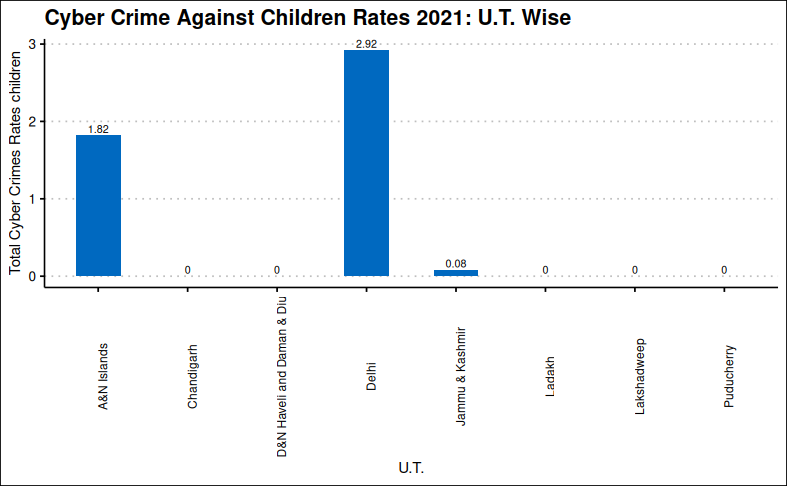 Cyber Crime Against Children Rates 2021: U.T. Wise
Total Cyber Crimes Rates children
3
2
1
0
1.82
0
0
2.92
0.08
0
0
0
A&N Islands
Chandigarh
D&N Haveli and Daman & Diu
Delhi
Jammu & Kashmir
Ladakh
Lakshadweep
Puducherry
U.T.